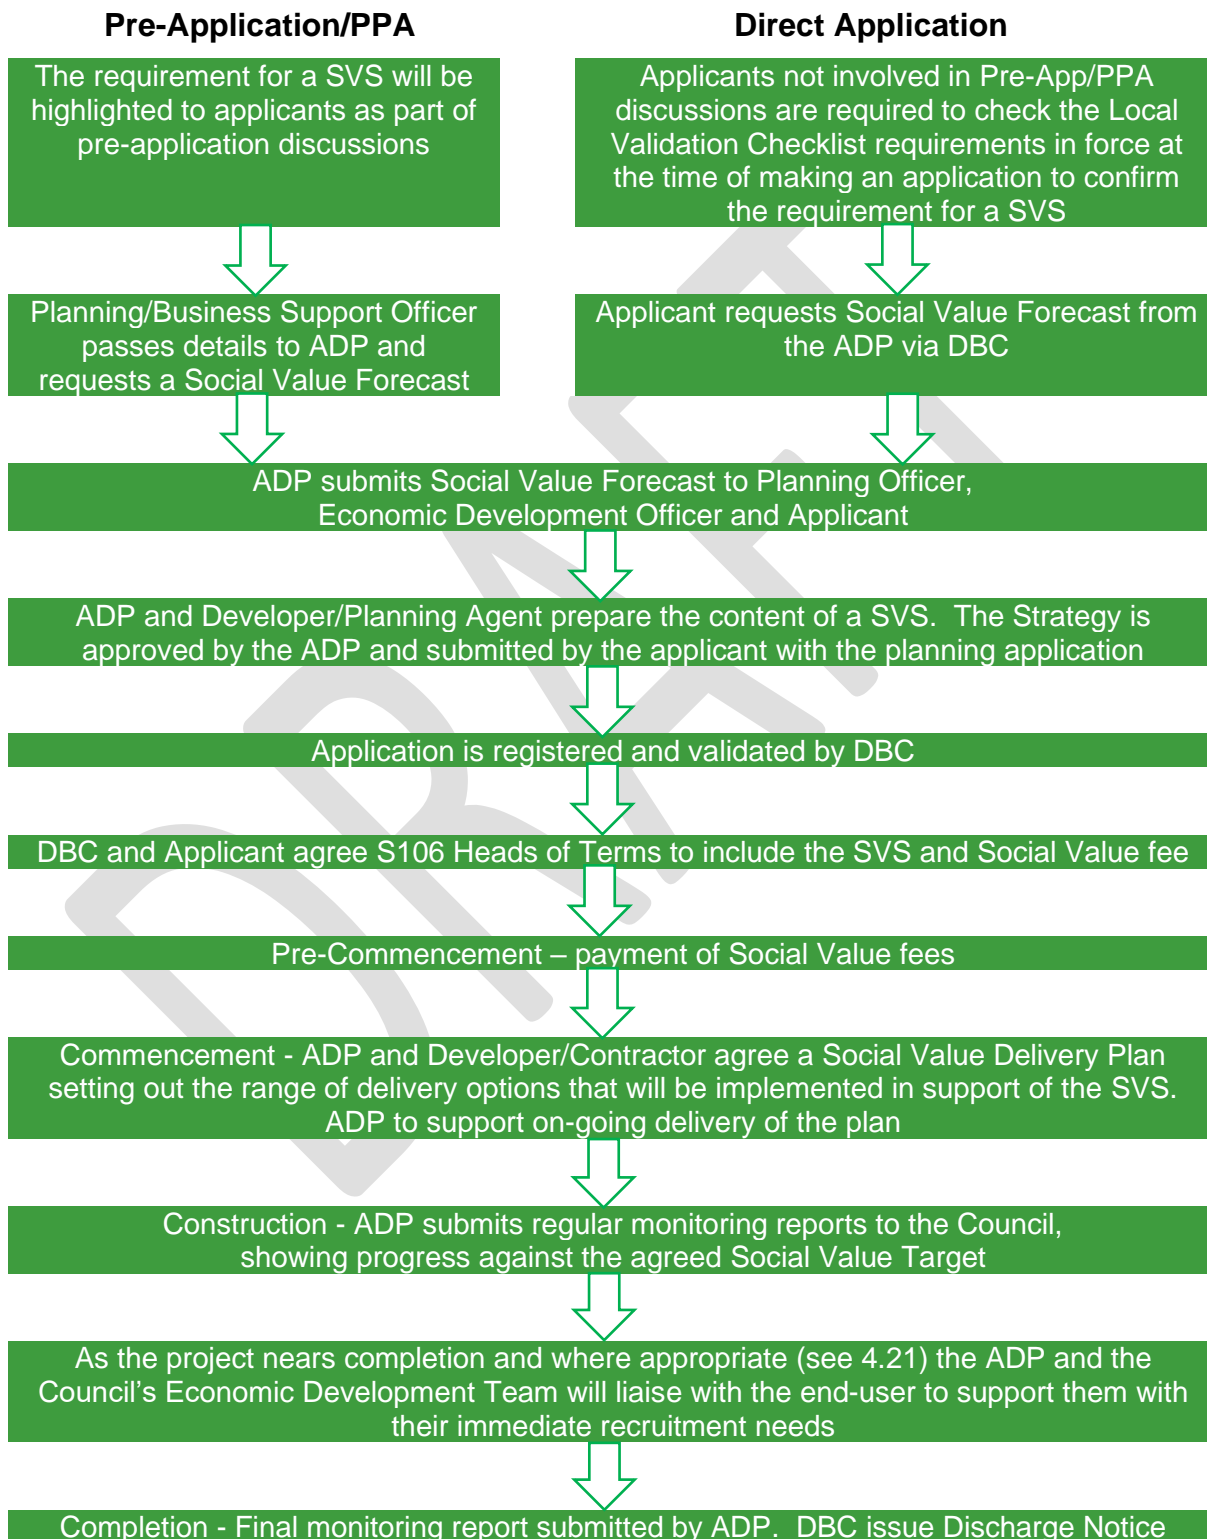 Pre-Application/PPA
Direct Application
The requirement for a SVS will be
highlighted to applicants as part of
pre-application discussions
Applicants not involved in Pre-App/PPA
discussions are required to check the Local
Validation Checklist requirements in force at
the time of making an application to confirm
the requirement for a SVS
Planning/Business Support Officer
passes details to ADP and
requests a Social Value Forecast
Applicant requests Social Value Forecast from
the ADP via DBC
ADP submits Social Value Forecast to Planning Officer,
Economic Development Officer and Applicant
ADP and Developer/Planning Agent prepare the content of a SVS.  The Strategy is
approved by the ADP and submitted by the applicant with the planning application
Application is registered and validated by DBC
DBC and Applicant agree S106 Heads of Terms to include the SVS and Social Value fee
Pre-Commencement – payment of Social Value fees
Commencement - ADP and Developer/Contractor agree a Social Value Delivery Plan
setting out the range of delivery options that will be implemented in support of the SVS.
ADP to support on-going delivery of the plan
Construction - ADP submits regular monitoring reports to the Council,
showing progress against the agreed Social Value Target
As the project nears completion and where appropriate (see 4.21) the ADP and the
Council's Economic Development Team will liaise with the end-user to support them with
their immediate recruitment needs
Completion - Final monitoring report submitted by ADP.  DBC issue Discharge Notice
DRAFT